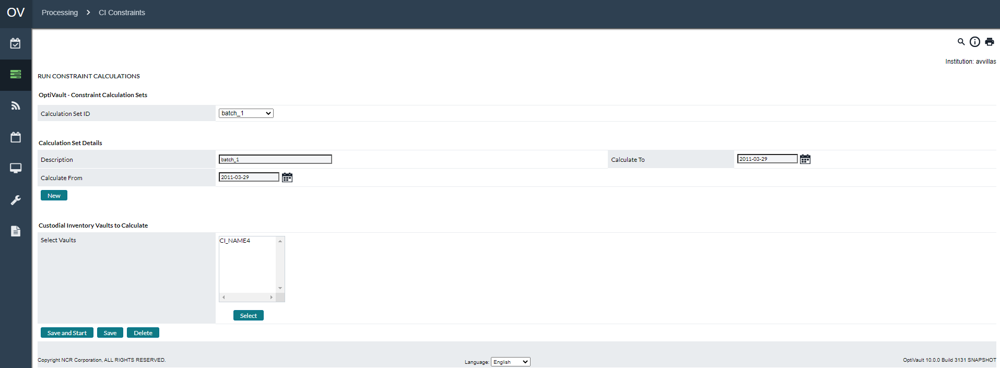 OV Processing > CI Constraints
Institution: avvillas
RUN CONSTRAINT CALCULATIONS
OptiVault - Constraint Calculation Sets
Calculation Set ID batch_1
Calculation Set Details
Description batch_1 Calculate To 2011-03-29
Calculate From 2011-03-29
New
Custodial Inventory Vaults to Calculate
Select Vaults CI_NAME4
Select
Save and Start Save Delete
Copyright NCR Corporation, ALL RIGHTS RESERVED. Language: English OptiVault 10.0.0 Build 3131 SNAPSHOT